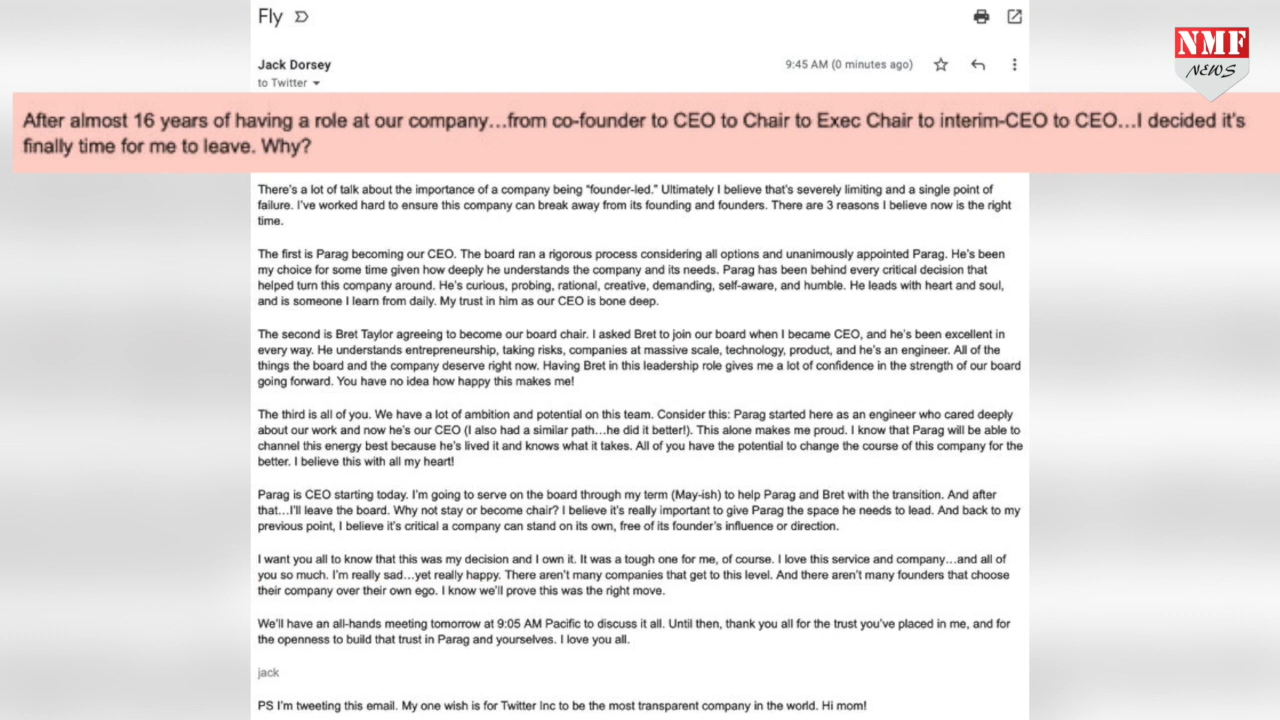 Fly
NMF
NEWS
Jack Dorsey
9:45 AM (0 minutes ago)
to Twitter
After almost 16 years of having a role at our company…from co-founder to CEO to Chair to Exec Chair to interim-CEO to CEO…I decided it's
finally time for me to leave. Why?
There's a lot of talk about the importance of a company being "founder-led." Ultimately I believe that's severely limiting and a single point of
failure. I've worked hard to ensure this company can break away from its founding and founders. There are 3 reasons I believe now is the right
time.
The first is Parag becoming our CEO. The board ran a rigorous process considering all options and unanimously appointed Parag. He's been
my choice for some time given how deeply he understands the company and its needs. Parag has been behind every critical decision that
helped turn this company around. He's curious, probing, rational, creative, demanding, self-aware, and humble. He leads with heart and soul,
and is someone I learn from daily. My trust in him as our CEO is bone deep.
The second is Bret Taylor agreeing to become our board chair. I asked Bret to join our board when I became CEO, and he's been excellent in
every way. He understands entrepreneurship, taking risks, companies at massive scale, technology, product, and he's an engineer. All of the
things the board and the company deserve right now. Having Bret in this leadership role gives me a lot of confidence in the strength of our board
going forward. You have no idea how happy this makes me!
The third is all of you. We have a lot of ambition and potential on this team. Consider this: Parag started here as an engineer who cared deeply
about our work and now he's our CEO (I also had a similar path…he did it better!). This alone makes me proud. I know that Parag will be able to
channel this energy best because he's lived it and knows what it takes. All of you have the potential to change the course of this company for the
better. I believe this with all my heart!
Parag is CEO starting today. I'm going to serve on the board through my term (May-ish) to help Parag and Bret with the transition. And after
that…I'll leave the board. Why not stay or become chair? I believe it's really important to give Parag the space he needs to lead. And back to my
previous point, I believe it's critical a company can stand on its own, free of its founder's influence or direction.
I want you all to know that this was my decision and I own it. It was a tough one for me, of course. I love this service and company…and all of
you so much. I'm really sad…yet really happy. There aren't many companies that get to this level. And there aren't many founders that choose
their company over their own ego. I know we'll prove this was the right move.
We'll have an all-hands meeting tomorrow at 9:05 AM Pacific to discuss it all. Until then, thank you all for the trust you've placed in me, and for
the openness to build that trust in Parag and yourselves. I love you all.
jack
PS I'm tweeting this email. My one wish is for Twitter Inc to be the most transparent company in the world. Hi mom!